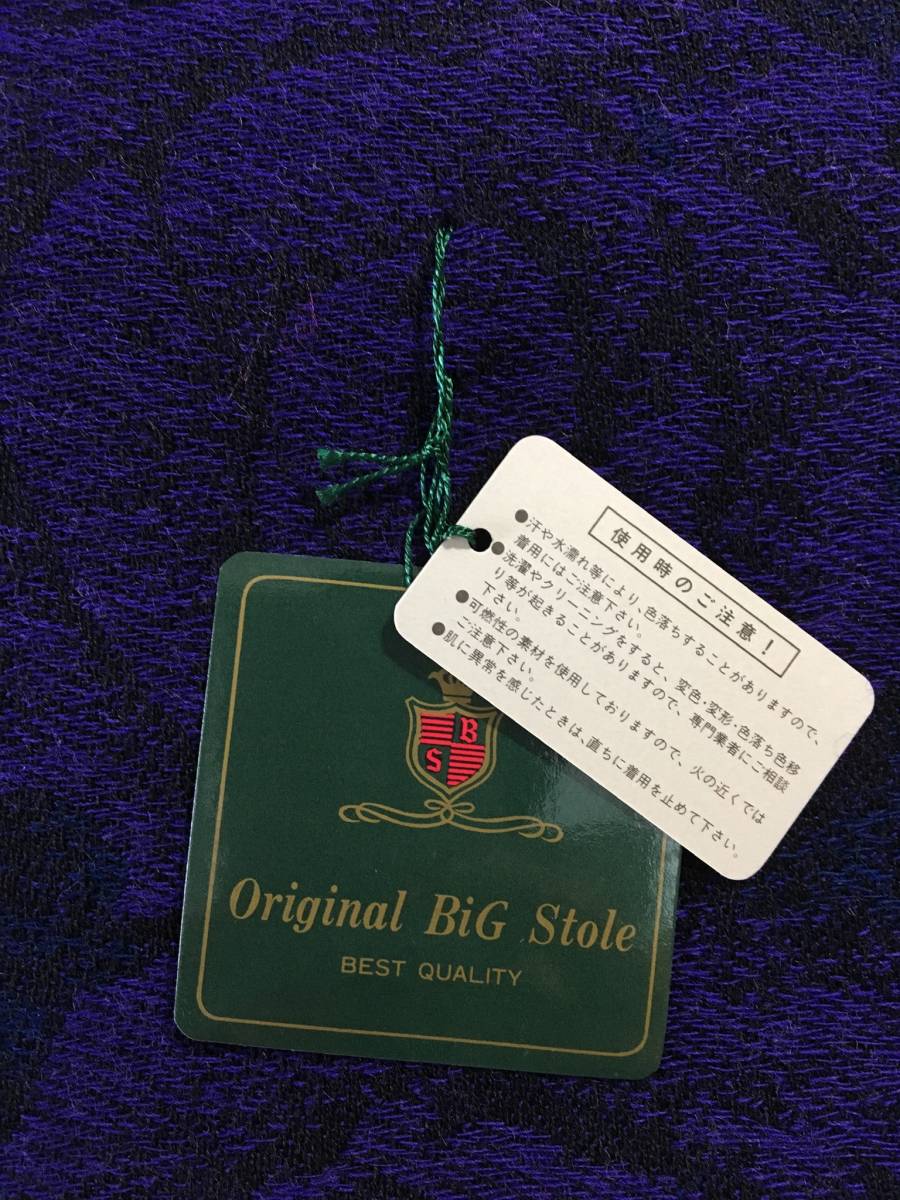 使用時のご注意！
●汗や水濡れ等により、色落ちすることがありますので、
着用にはご注意下さい。
●洗濯やクリーニングをすると、変色・変形・色落ち色移
り等が起きることがありますので、専門業者にご相談
下さい。
●可燃性の素材を使用しておりますので、火の近くでは
ご注意下さい。
●肌に異常を感じたときは、直ちに着用を止めて下さい。
B
S
Original BiG Stole
BEST QUALITY